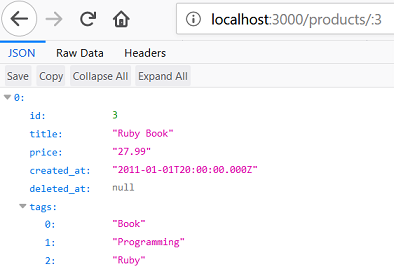 localhost:3000/products/:3
JSON Raw Data Headers
Save Copy Collapse All Expand All
0:
id: 3
title: "Ruby Book"
price: "27.99"
created_at: "2011-01-01T20:00:00.000Z"
deleted_at: null
tags:
0: "Book"
1: "Programming"
2: "Ruby"